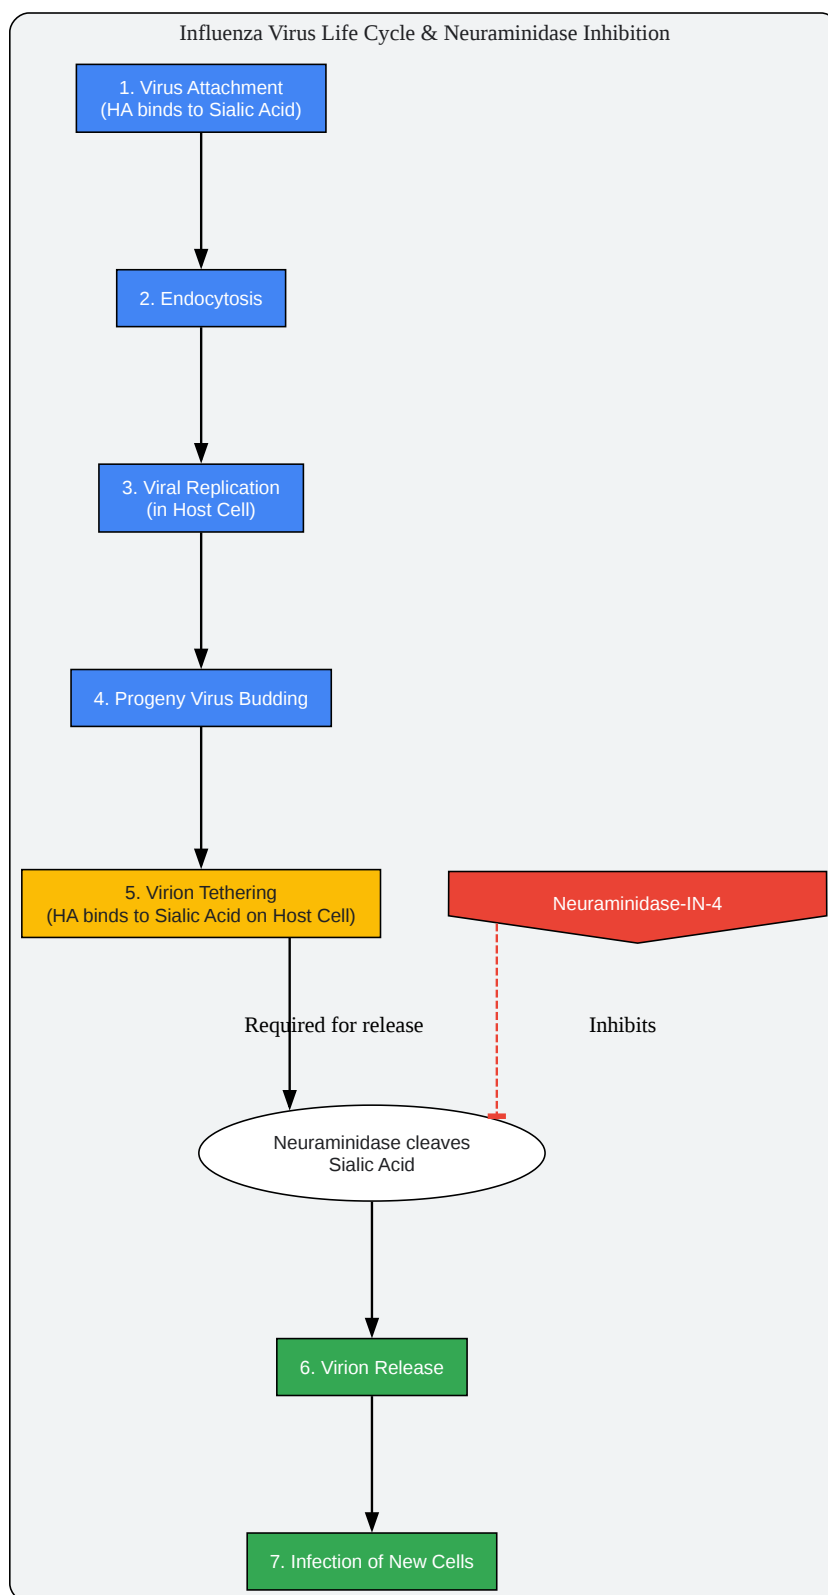 Influenza Virus Life Cycle & Neuraminidase Inhibition
1. Virus Attachment
(HA binds to Sialic Acid)
2. Endocytosis
3. Viral Replication
(in Host Cell)
4. Progeny Virus Budding
5. Virion Tethering
(HA binds to Sialic Acid on Host Cell)
Neuraminidase-IN-4
Required for release
Inhibits
Neuraminidase cleaves
Sialic Acid
6. Virion Release
7. Infection of New Cells